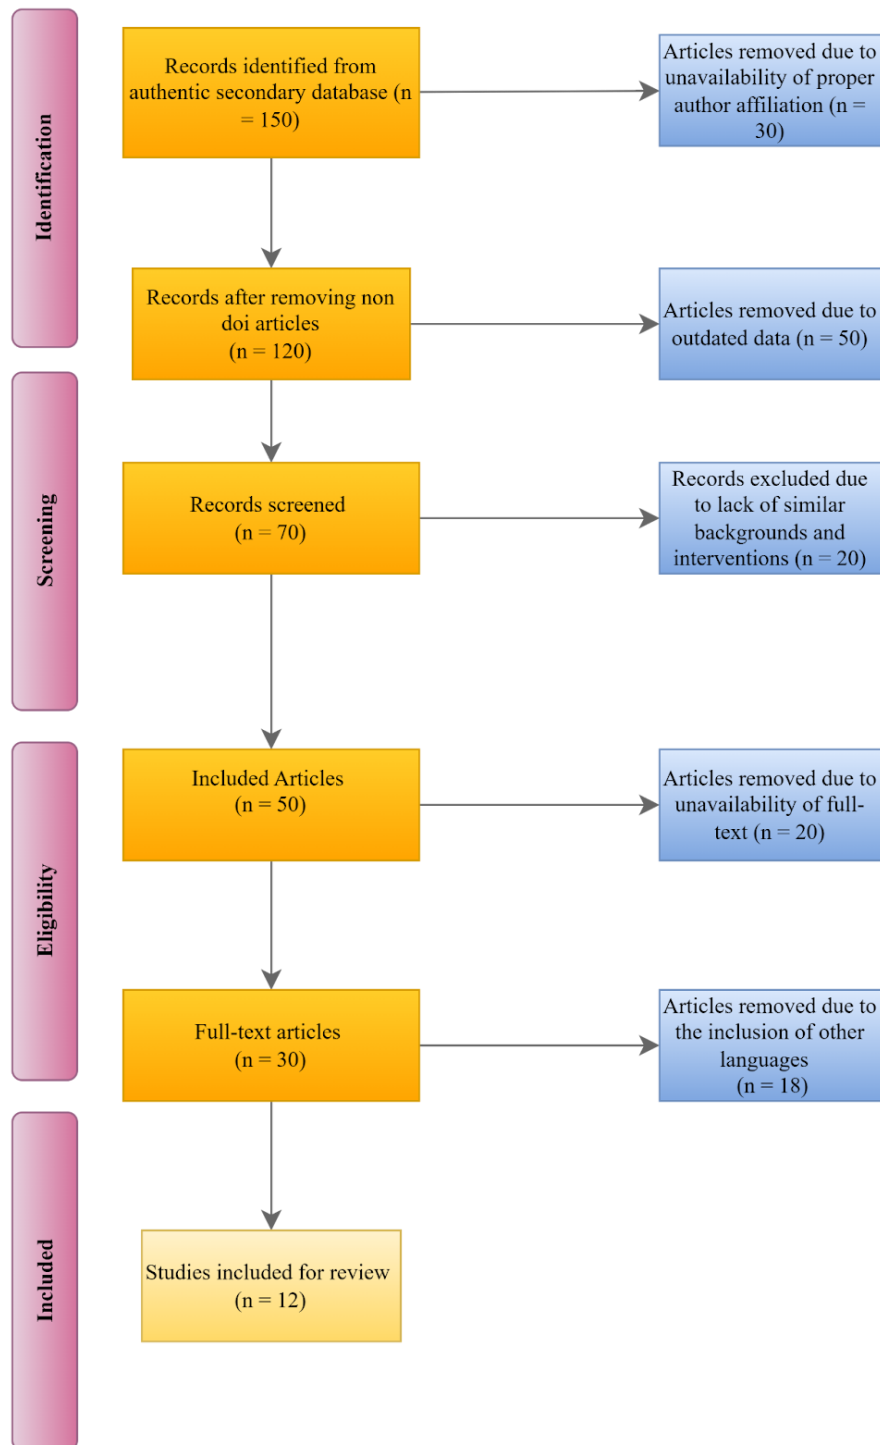 Identification
Records identified from
authentic secondary database (n
= 150)
Articles removed due to
unavailability of proper
author affiliation (n =
30)
Records after removing non
doi articles
(n = 120)
Articles removed due to
outdated data (n = 50)
Screening
Records screened
(n = 70)
Records excluded due
to lack of similar
backgrounds and
interventions (n = 20)
Eligibility
Included Articles
(n = 50)
Articles removed due to
unavailability of full-
text (n = 20)
Full-text articles
(n = 30)
Articles removed due to
the inclusion of other
languages
(n = 18)
Included
Studies included for review
(n = 12)